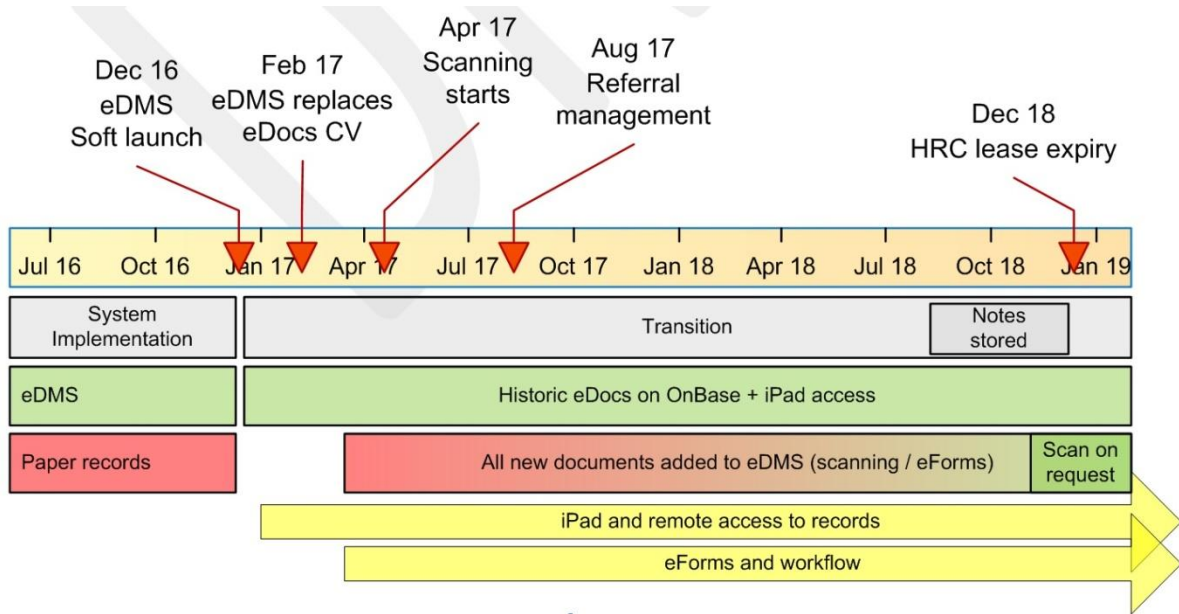 Dec 16
eDMS
Soft launch
Feb 17
eDMS replaces
eDocs CV
Apr 17
Scanning
starts
Aug 17
Referral
management
Dec 18
HRC lease expiry
Jul 16 Oct 16 Jan 17 Apr 17 Jul 17 Oct 17 Jan 18 Apr 18 Jul 18 Oct 18 Jan 19
System
Implementation
Transition
Notes
stored
eDMS
Historic eDocs on OnBase + iPad access
Paper records
All new documents added to eDMS (scanning / eForms)
Scan on
request
iPad and remote access to records
eForms and workflow